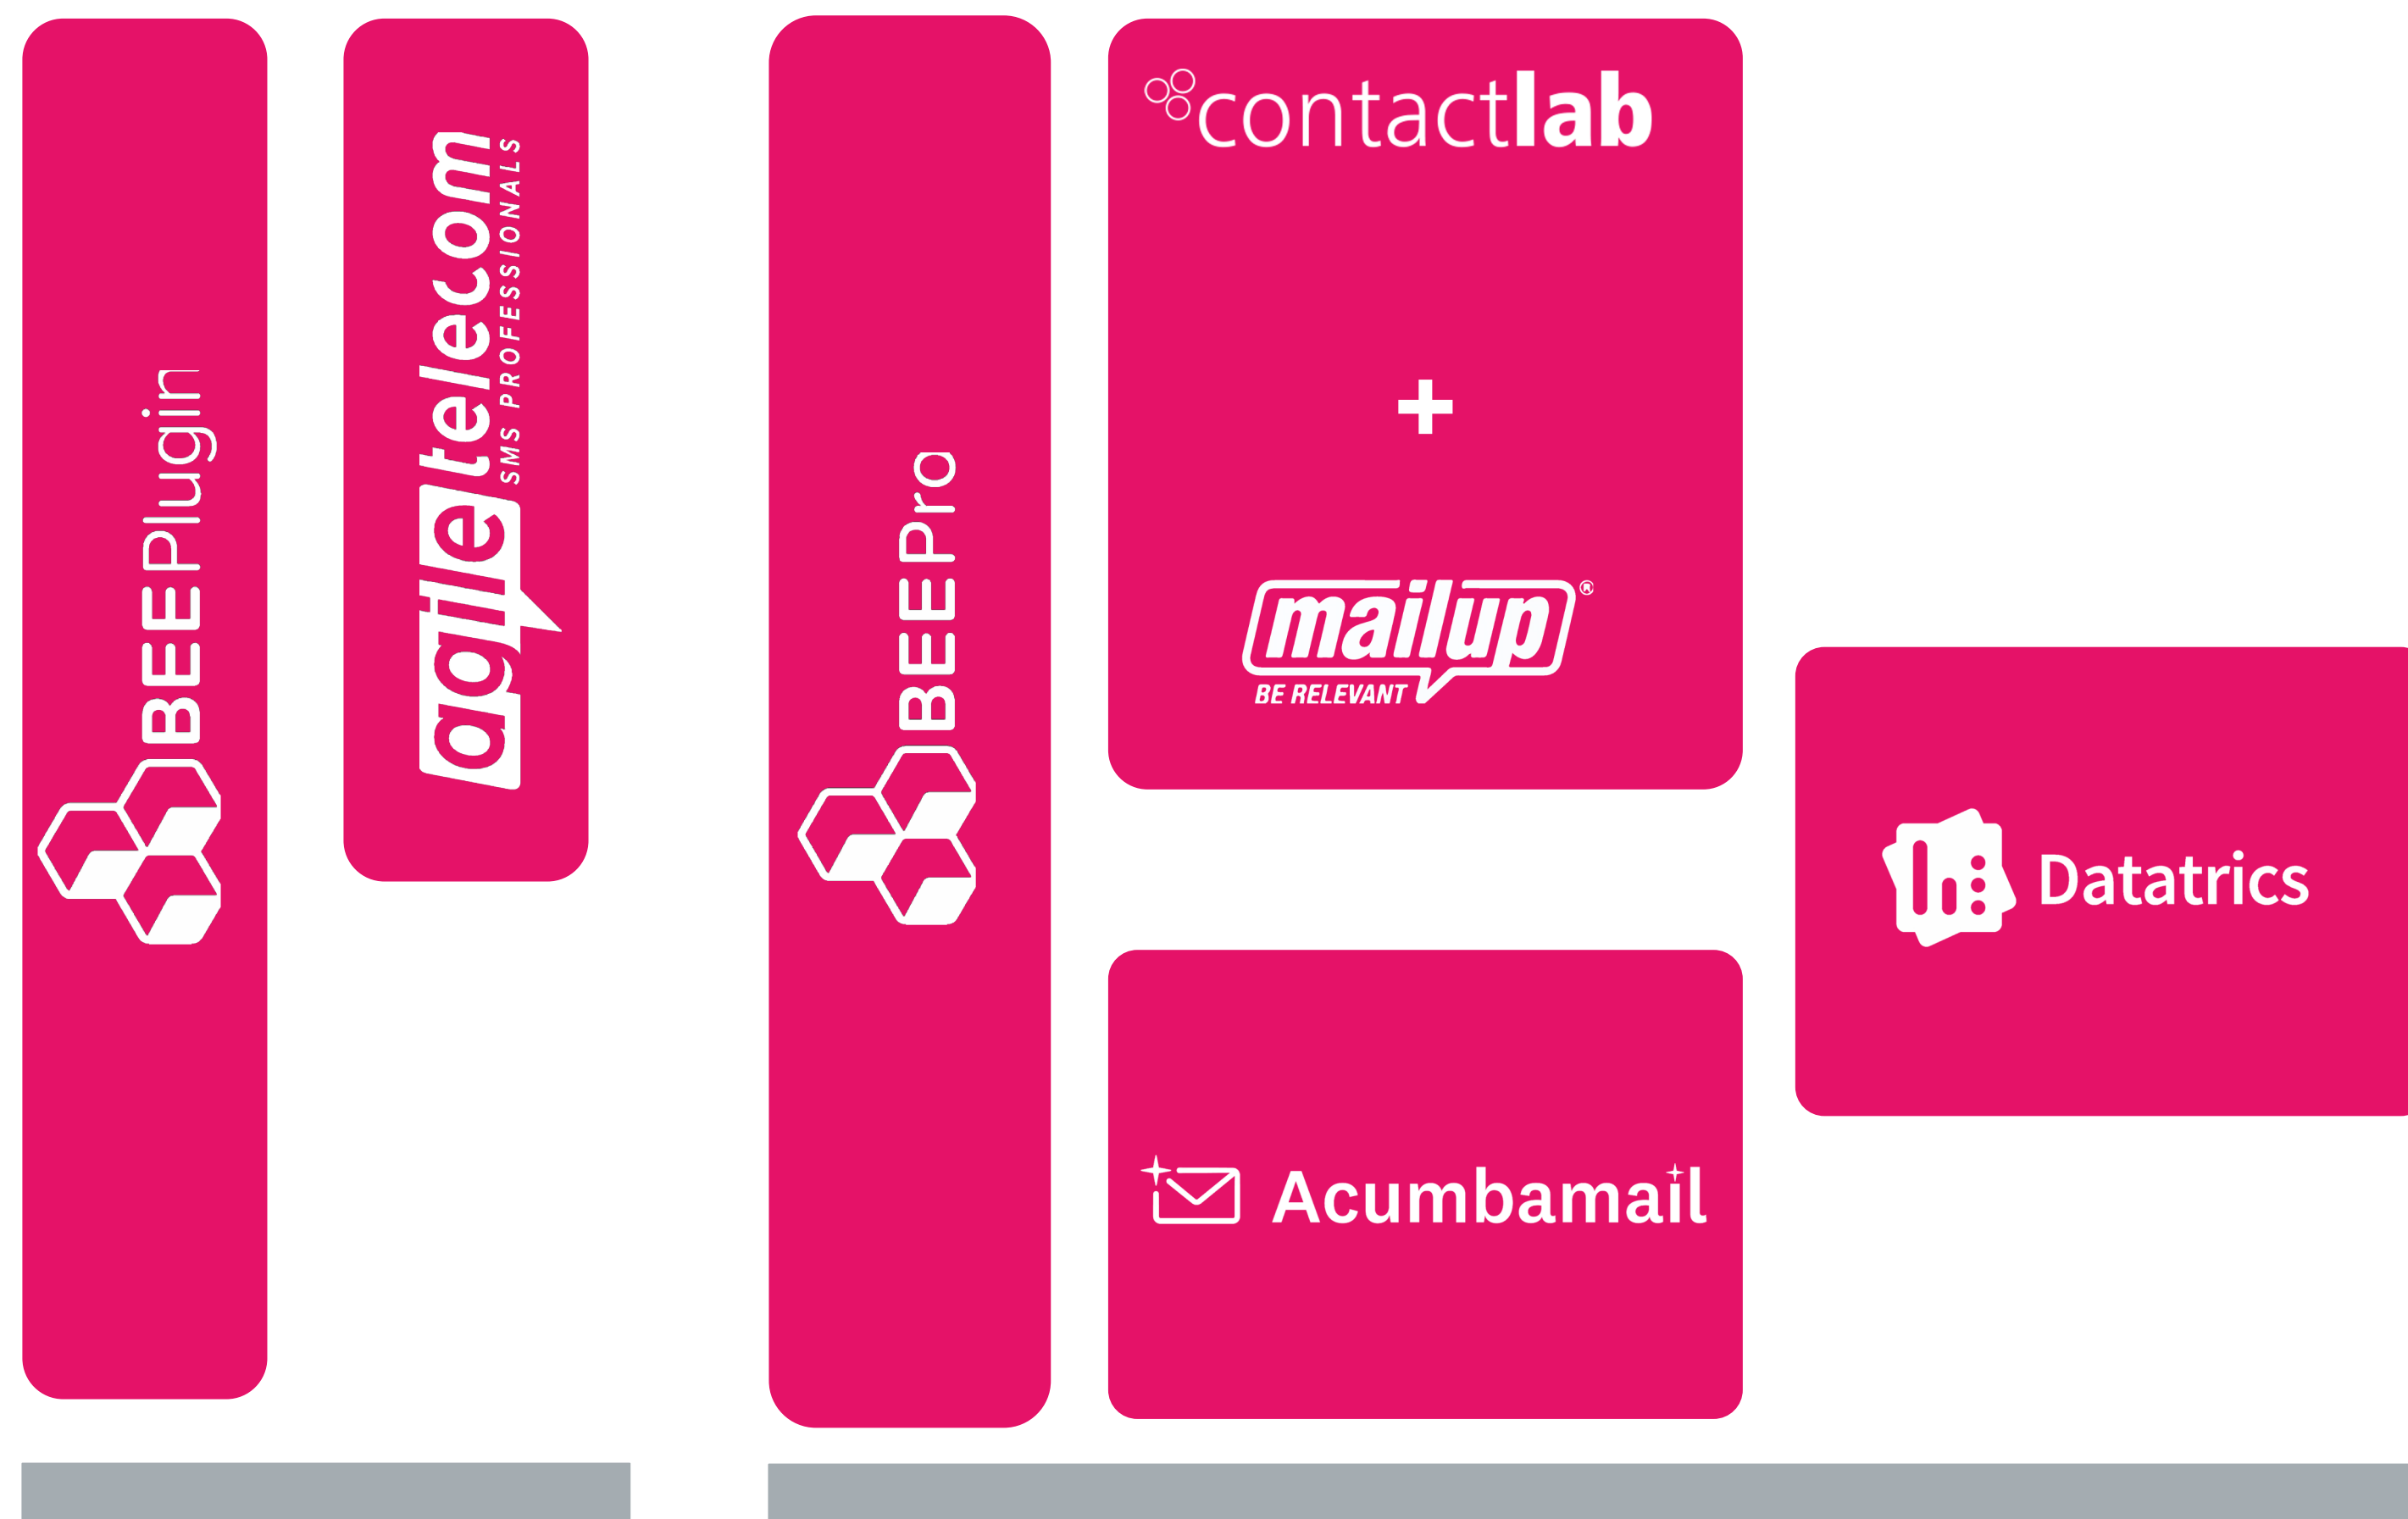 BEEPlugin
agiletelecom
SMS PROFESSIONALS
BEEPro
contactlab
+
mailup®
BE RELEVANT
Acumbamail
Datatrics